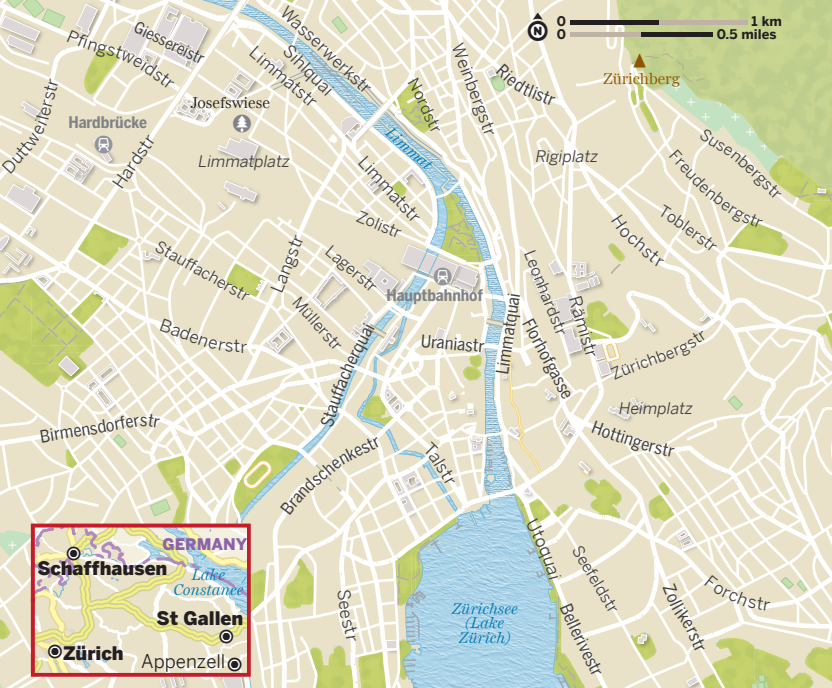 0
1 km
N
0
0.5 miles
Wasserwerkstr
Giessereistr
Pfingstweidstr
Sihlquai
Limmatstr
Weinbergstr
Riedtlistr
Zürichberg
Nordstr
Josefswiese
Hardbrücke
Duttweilerstr
Hardstr
Limmat
Limmatplatz
Rigiplatz
Susenbergstr
Freudenbergstr
Limmatstr
Toblerstr
Hochstr
Zolistr
Stauffacherstr
Langstr
Lagerstr
Leonhardstr
Hauptbahnhof
Müllerstr
Limmatquai
Rämistr
Badenerstr
Stauffacherquai
Uraniastr
Florhofgasse
Zürichbergstr
Heimplatz
Birmensdorferstr
Hottingerstr
Brandschenkestr
Talstr
Utoquai
Seefeldstr
GERMANY
Schaffhausen
Lake
Constance
St Gallen
Zürich
Appenzell
Seestr
Zürichsee
(Lake
Zürich)
Bellerivestr
Zollikerstr
Forchstr